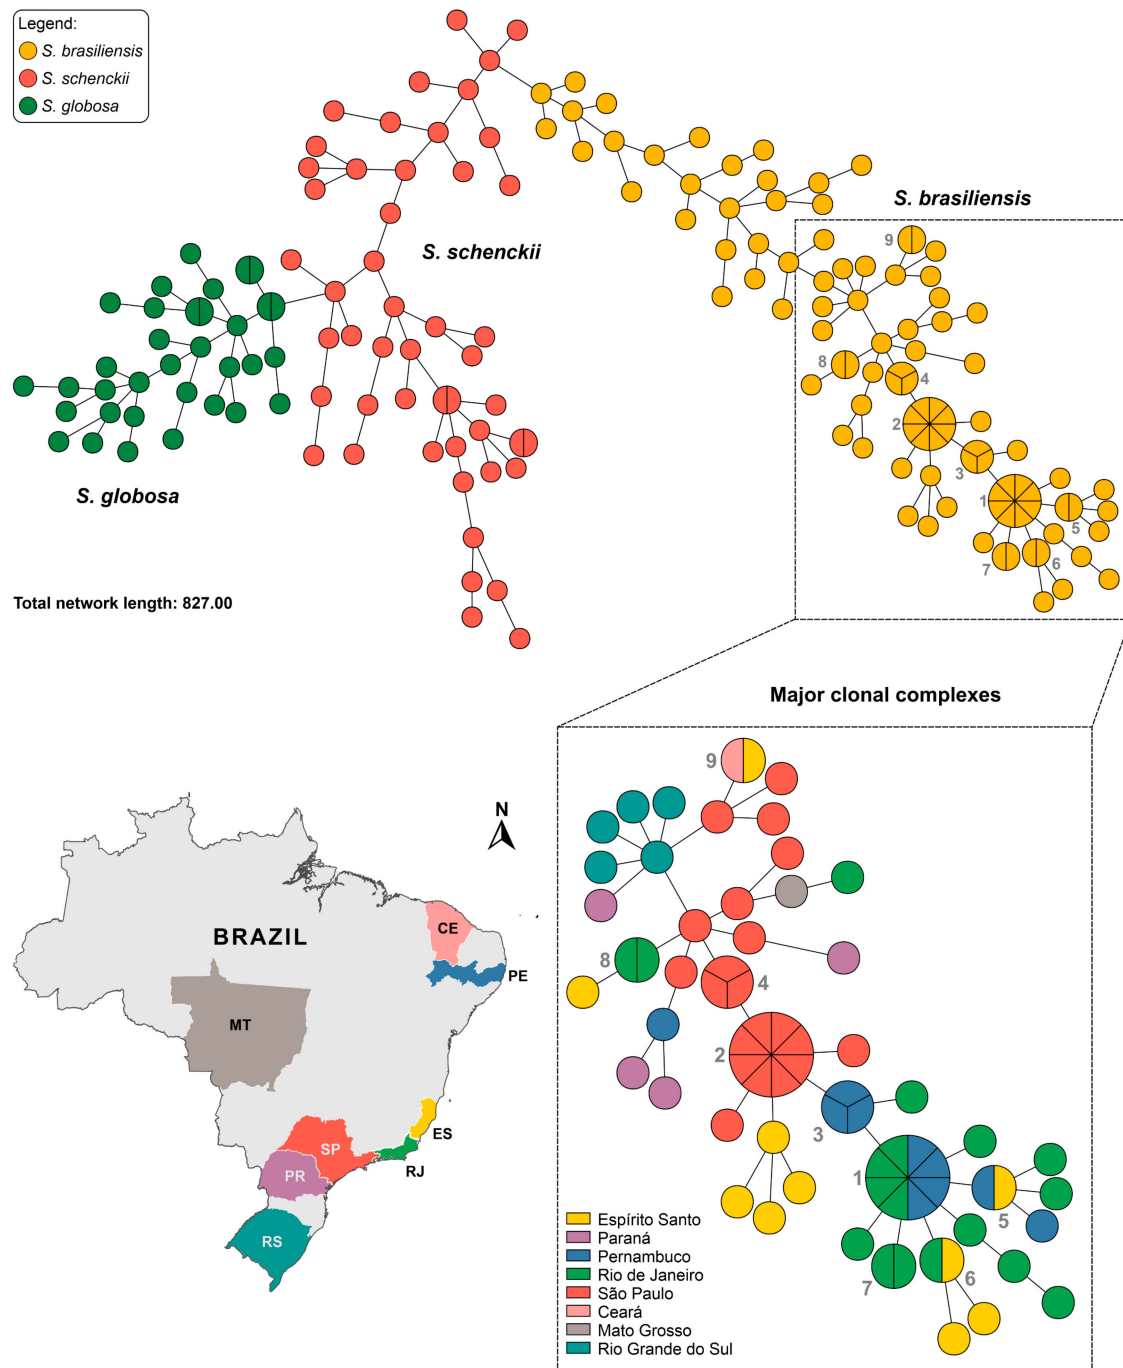 Legend:
S. brasiliensis
S. schenckii
S. globosa
S. brasiliensis
S. schenckii
S. globosa
9
8
4
2
3
1
5
7
6
Total network length: 827.00
Major clonal complexes
N
BRAZIL
CE
PE
MT
ES
SP
RJ
PR
RS
9
8
4
2
3
1
5
7
6
Espírito Santo
Paraná
Pernambuco
Rio de Janeiro
São Paulo
Ceará
Mato Grosso
Rio Grande do Sul